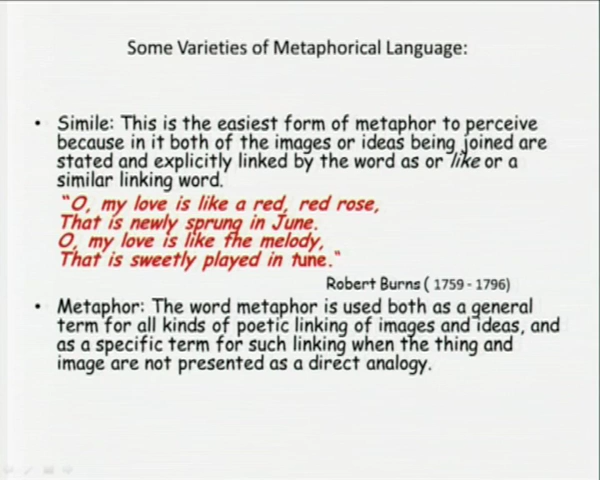 Some Varieties of Metaphorical Language:
• Simile: This is the easiest form of metaphor to perceive
because in it both of the images or ideas being joined are
stated and explicitly linked by the word as or like or a
similar linking word.
"O, my love is like a red, red rose,
That is newly sprung in June.
O, my love is like the melody,
That is sweetly played in tune."
Robert Burns ( 1759 - 1796)
• Metaphor: The word metaphor is used both as a general
term for all kinds of poetic linking of images and ideas, and
as a specific term for such linking when the thing and
image are not presented as a direct analogy.